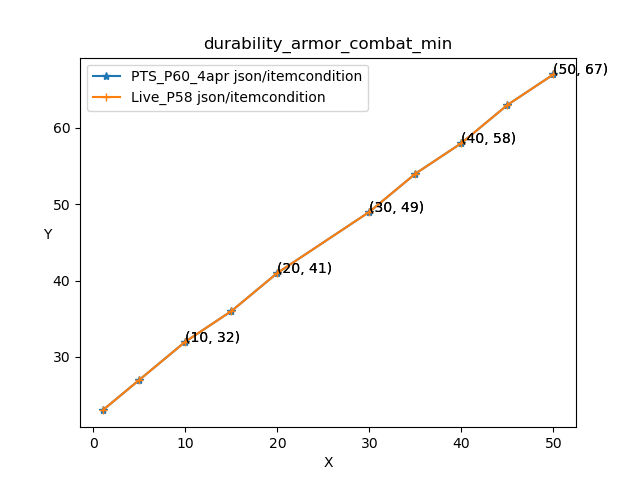 durability_armor_combat_min
PTS_P60_4apr json/itemcondition
Live_P58 json/itemcondition
(50, 67)
(40, 58)
(30, 49)
(20, 41)
(10, 32)
60
50
40
30
Y
0 10 20 30 40 50
X